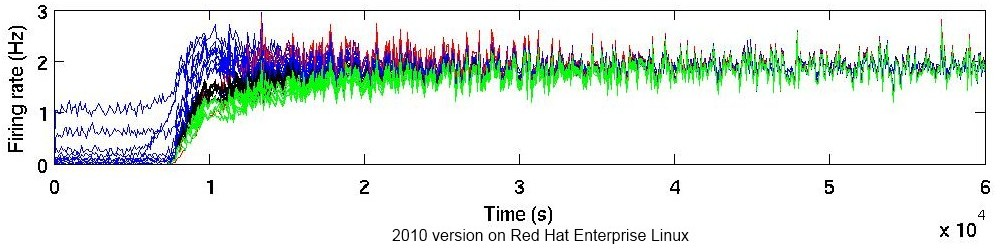 Firing rate (Hz)
3
2
1
0
0 1 2 3 4 5 6
Time (s)
x 10 4
2010 version on Red Hat Enterprise Linux